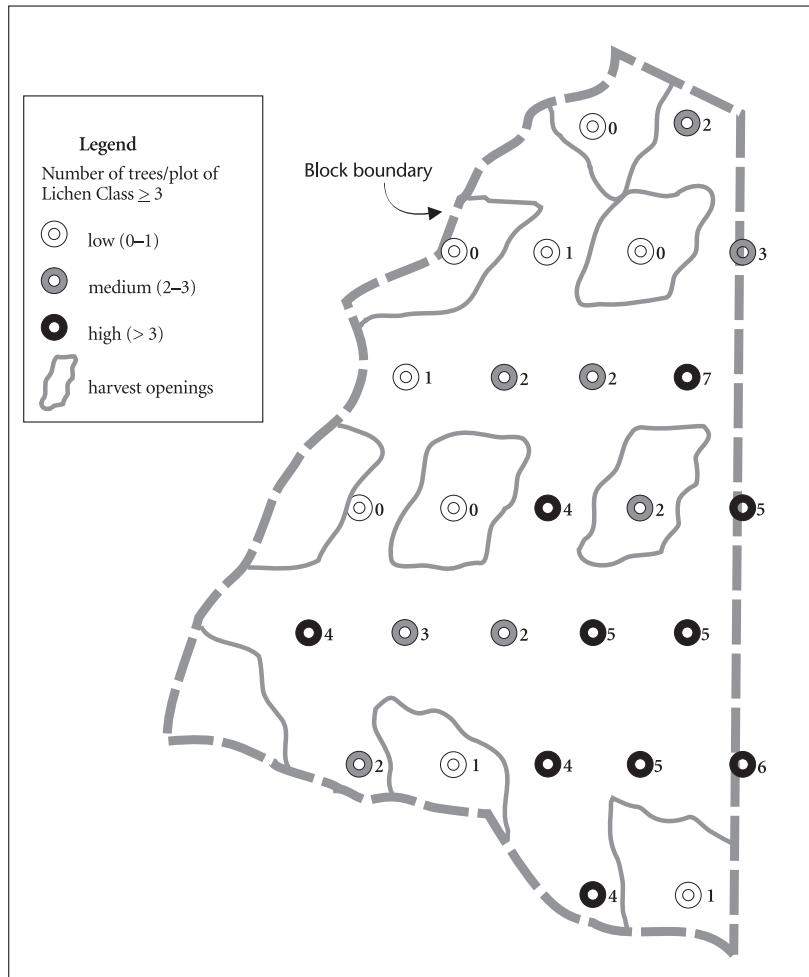 Legend
Number of trees/plot of
Lichen Class ≥ 3
low (0–1)
medium (2–3)
high (> 3)
harvest openings
Block boundary
0 2
0 1 0 3
1 2 2 7
0 0 4 2 5
4 3 2 5 5
2 1 4 5 6
4 1